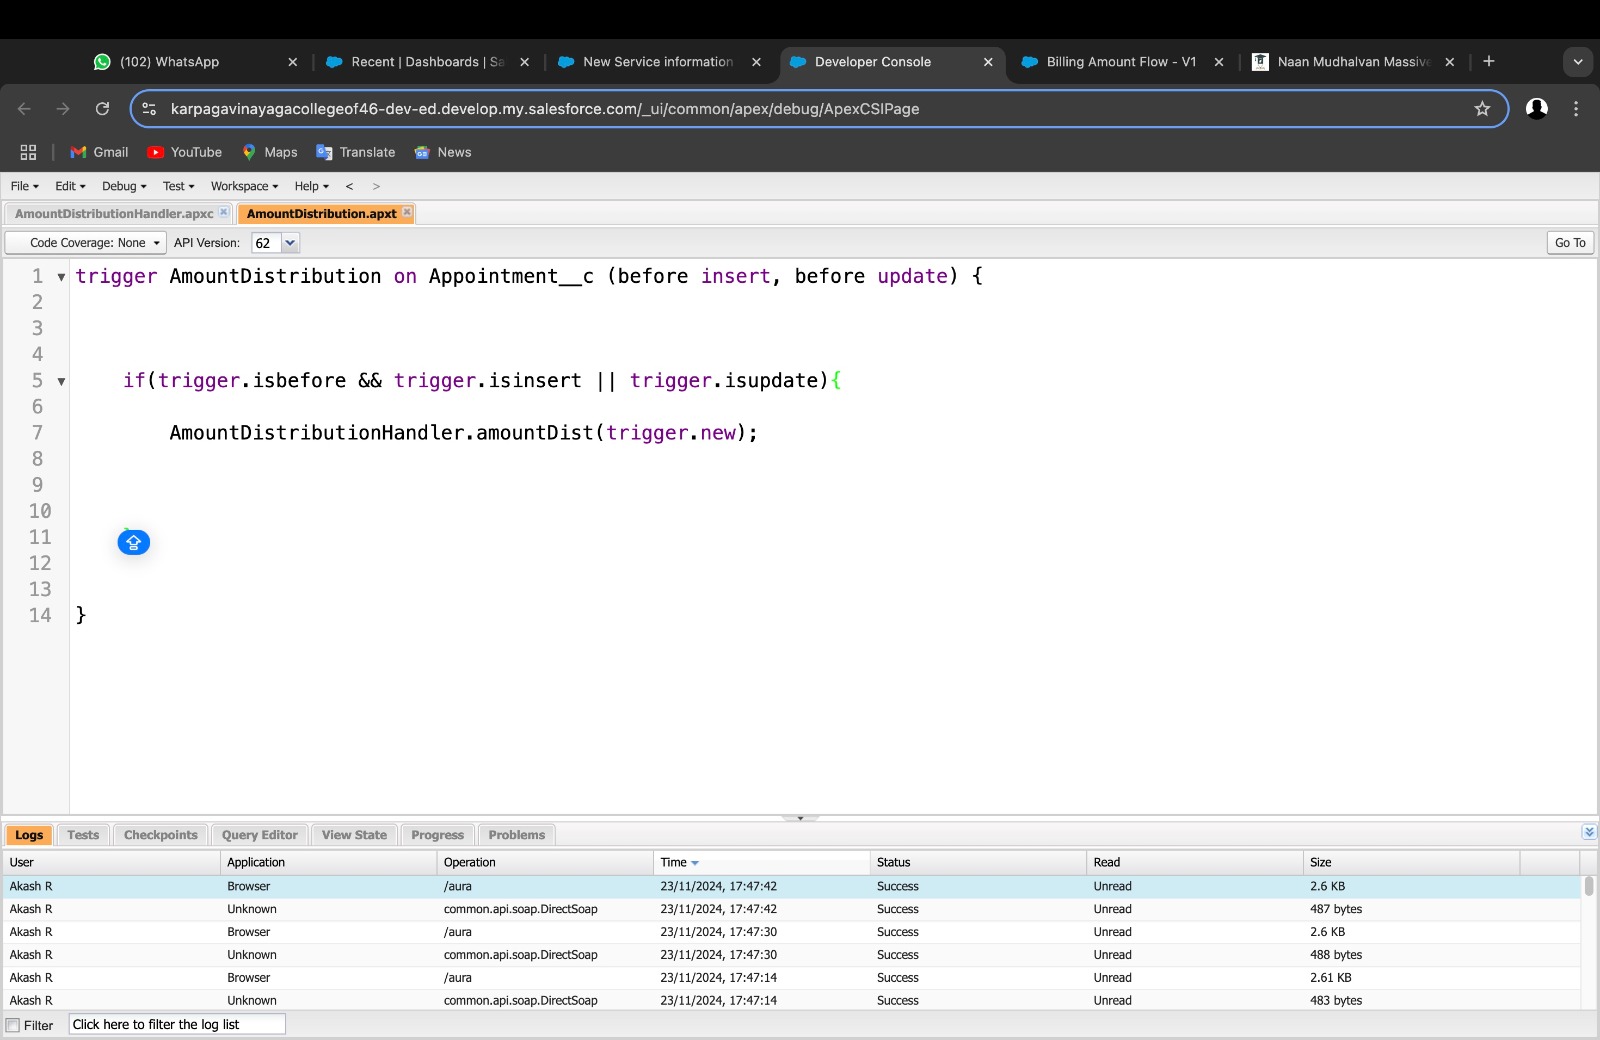 (102) WhatsApp
Recent | Dashboards | Sa
New Service information
Developer Console
Billing Amount Flow - V1
Naan Mudhalvan Massive
karpagavinayagacollegeof46-dev-ed.develop.my.salesforce.com/_ui/common/apex/debug/ApexCSIPage
Gmail YouTube Maps Translate News
File Edit Debug Test Workspace Help < >
AmountDistributionHandler.apxc AmountDistribution.apxt
Code Coverage: None API Version: 62 Go To
1 trigger AmountDistribution on Appointment__c (before insert, before update) {
2
3
4
5 if(trigger.isbefore && trigger.isinsert || trigger.isupdate){
6
7 AmountDistributionHandler.amountDist(trigger.new);
8
9
10
11
12
13
14 }
Logs Tests Checkpoints Query Editor View State Progress Problems
User Application Operation Time Status Read Size
Akash R Browser /aura 23/11/2024, 17:47:42 Success Unread 2.6 KB
Akash R Unknown common.api.soap.DirectSoap 23/11/2024, 17:47:42 Success Unread 487 bytes
Akash R Browser /aura 23/11/2024, 17:47:30 Success Unread 2.6 KB
Akash R Unknown common.api.soap.DirectSoap 23/11/2024, 17:47:30 Success Unread 488 bytes
Akash R Browser /aura 23/11/2024, 17:47:14 Success Unread 2.61 KB
Akash R Unknown common.api.soap.DirectSoap 23/11/2024, 17:47:14 Success Unread 483 bytes
Filter Click here to filter the log list